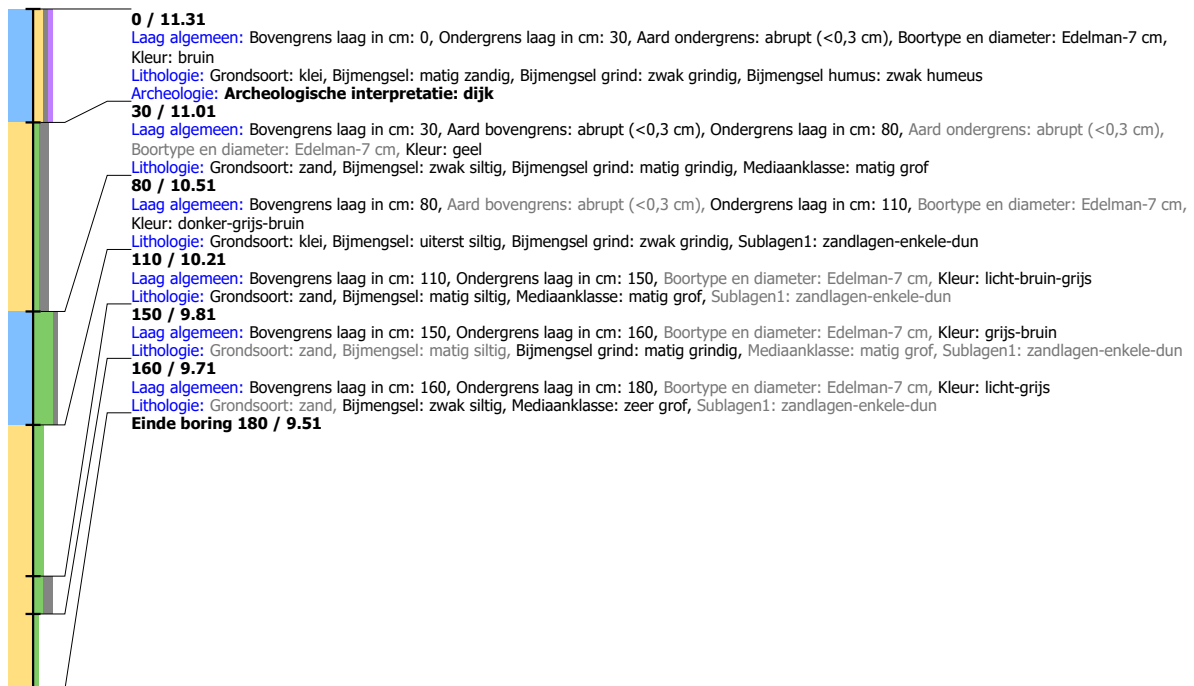 0 / 11.31
Laag algemeen: Bovengrens laag in cm: 0, Ondergrens laag in cm: 30, Aard ondergrens: abrupt (<0,3 cm), Boortype en diameter: Edelman-7 cm,
Kleur: bruin
Lithologie: Grondsoort: klei, Bijmengsel: matig zandig, Bijmengsel grind: zwak grindig, Bijmengsel humus: zwak humeus
Archeologie: Archeologische interpretatie: dijk
30 / 11.01
Laag algemeen: Bovengrens laag in cm: 30, Aard bovengrens: abrupt (<0,3 cm), Ondergrens laag in cm: 80, Aard ondergrens: abrupt (<0,3 cm),
Boortype en diameter: Edelman-7 cm, Kleur: geel
Lithologie: Grondsoort: zand, Bijmengsel: zwak siltig, Bijmengsel grind: matig grindig, Mediaanklasse: matig grof
80 / 10.51
Laag algemeen: Bovengrens laag in cm: 80, Aard bovengrens: abrupt (<0,3 cm), Ondergrens laag in cm: 110, Boortype en diameter: Edelman-7 cm,
Kleur: donker-grijs-bruin
Lithologie: Grondsoort: klei, Bijmengsel: uiterst siltig, Bijmengsel grind: zwak grindig, Sublagen1: zandlagen-enkele-dun
110 / 10.21
Laag algemeen: Bovengrens laag in cm: 110, Ondergrens laag in cm: 150, Boortype en diameter: Edelman-7 cm, Kleur: licht-bruin-grijs
Lithologie: Grondsoort: zand, Bijmengsel: matig siltig, Mediaanklasse: matig grof, Sublagen1: zandlagen-enkele-dun
150 / 9.81
Laag algemeen: Bovengrens laag in cm: 150, Ondergrens laag in cm: 160, Boortype en diameter: Edelman-7 cm, Kleur: grijs-bruin
Lithologie: Grondsoort: zand, Bijmengsel: matig siltig, Bijmengsel grind: matig grindig, Mediaanklasse: matig grof, Sublagen1: zandlagen-enkele-dun
160 / 9.71
Laag algemeen: Bovengrens laag in cm: 160, Ondergrens laag in cm: 180, Boortype en diameter: Edelman-7 cm, Kleur: licht-grijs
Lithologie: Grondsoort: zand, Bijmengsel: zwak siltig, Mediaanklasse: zeer grof, Sublagen1: zandlagen-enkele-dun
Einde boring 180 / 9.51